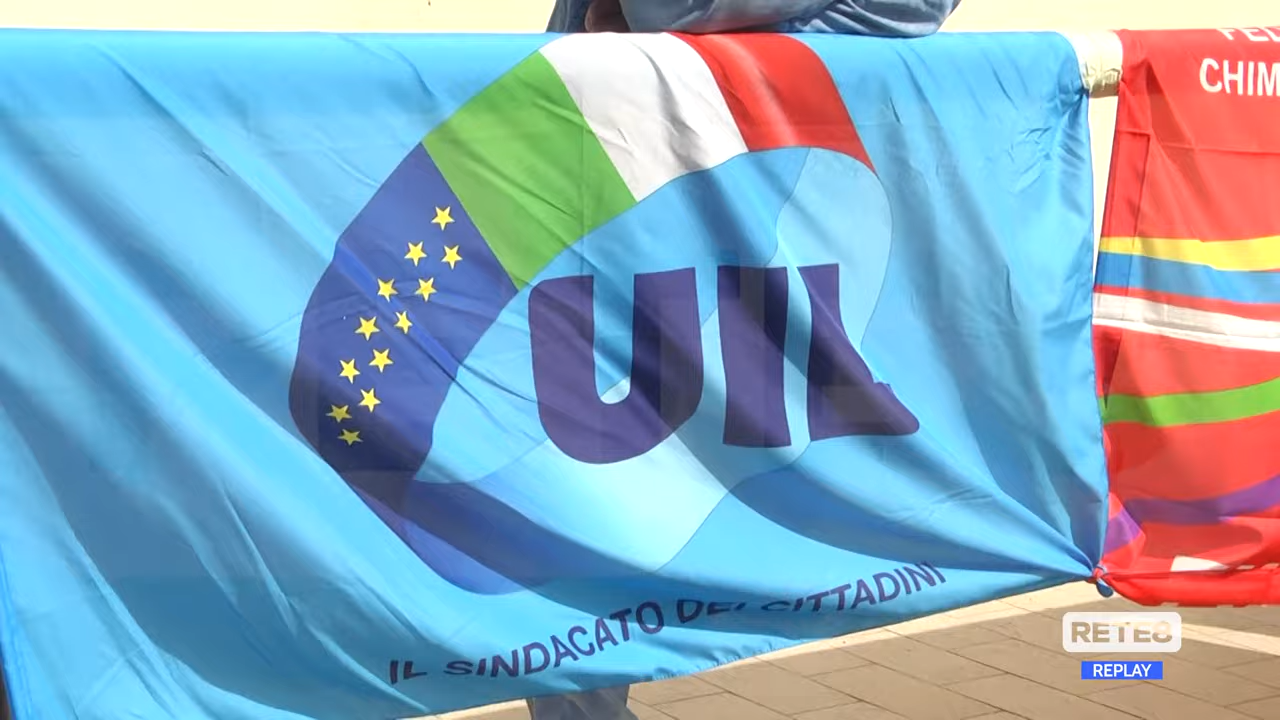 CHIM
UIL
IL SINDACATO DEI CITTADINI
RETE8
REPLAY